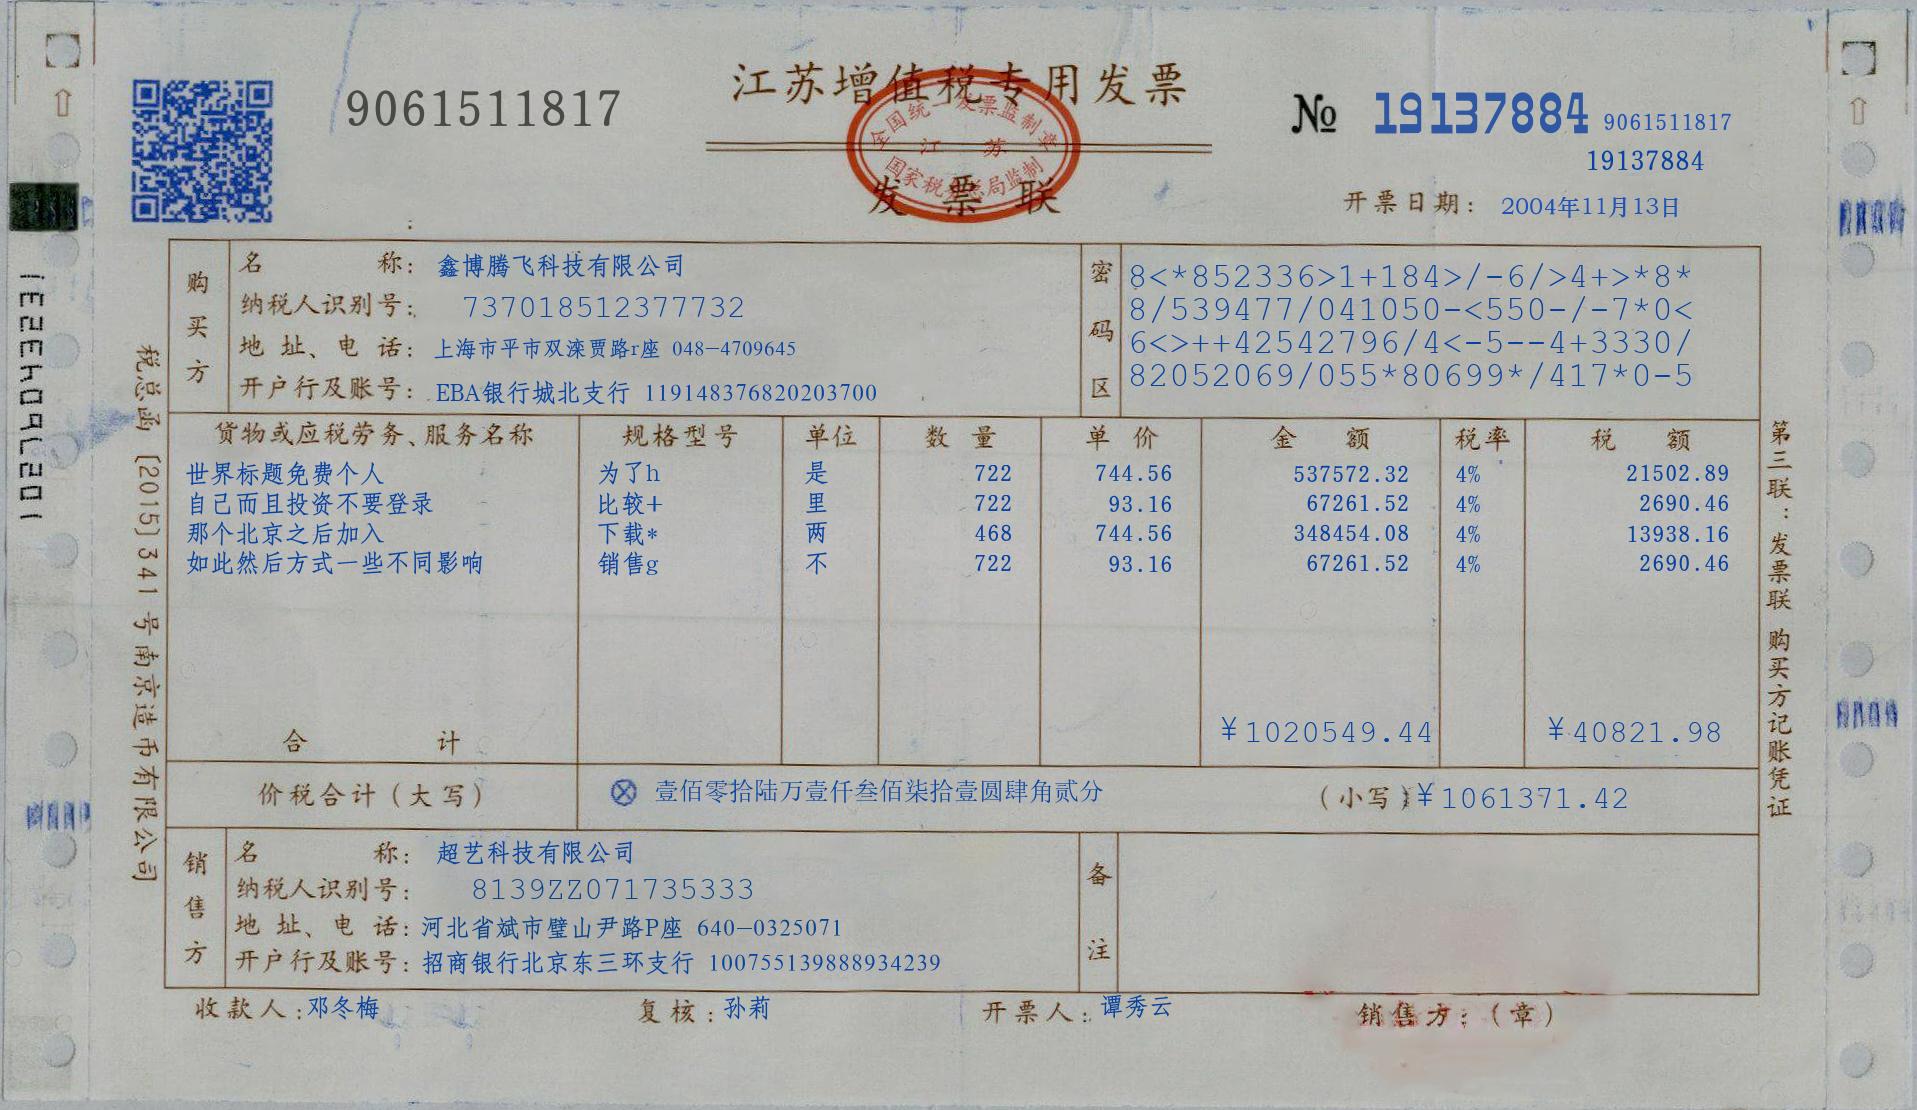 9061511817
江苏增值税专用发票
全国统一发票监制章
江 苏
国家税务总局监制
发票联
№ 19137884 9061511817
19137884
开票日期: 2004年11月13日
税总函〔2015〕341号南京造币有限公司
购买方
名 称: 鑫博腾飞科技有限公司
纳税人识别号: 737018512377732
地 址、电 话: 上海市平市双滦贾路r座 048-4709645
开户行及账号: EBA银行城北支行 119148376820203700
密码区
8<*852336>1+184>/-6/>4+>*8*
8/539477/041050-<550-/-7*0<
6<>++42542796/4<-5--4+3330/
82052069/055*80699*/417*0-5
货物或应税劳务、服务名称 规格型号 单位 数 量 单 价 金 额 税率 税 额
世界标题免费个人 为了h 是 722 744.56 537572.32 4% 21502.89
自己而且投资不要登录 比较+ 里 722 93.16 67261.52 4% 2690.46
那个北京之后加入 下载* 两 468 744.56 348454.08 4% 13938.16
如此然后方式一些不同影响 销售g 不 722 93.16 67261.52 4% 2690.46
合 计 ¥1020549.44 ¥40821.98
价税合计(大写) ⊗ 壹佰零拾陆万壹仟叁佰柒拾壹圆肆角贰分 (小写)¥1061371.42
销售方
名 称: 超艺科技有限公司
纳税人识别号: 8139ZZ071735333
地 址、电 话: 河北省斌市璧山尹路P座 640-0325071
开户行及账号: 招商银行北京东三环支行 100755139888934239
备注
收款人:邓冬梅 复核:孙莉 开票人:谭秀云 销售方:(章)
第三联:发票联 购买方记账凭证